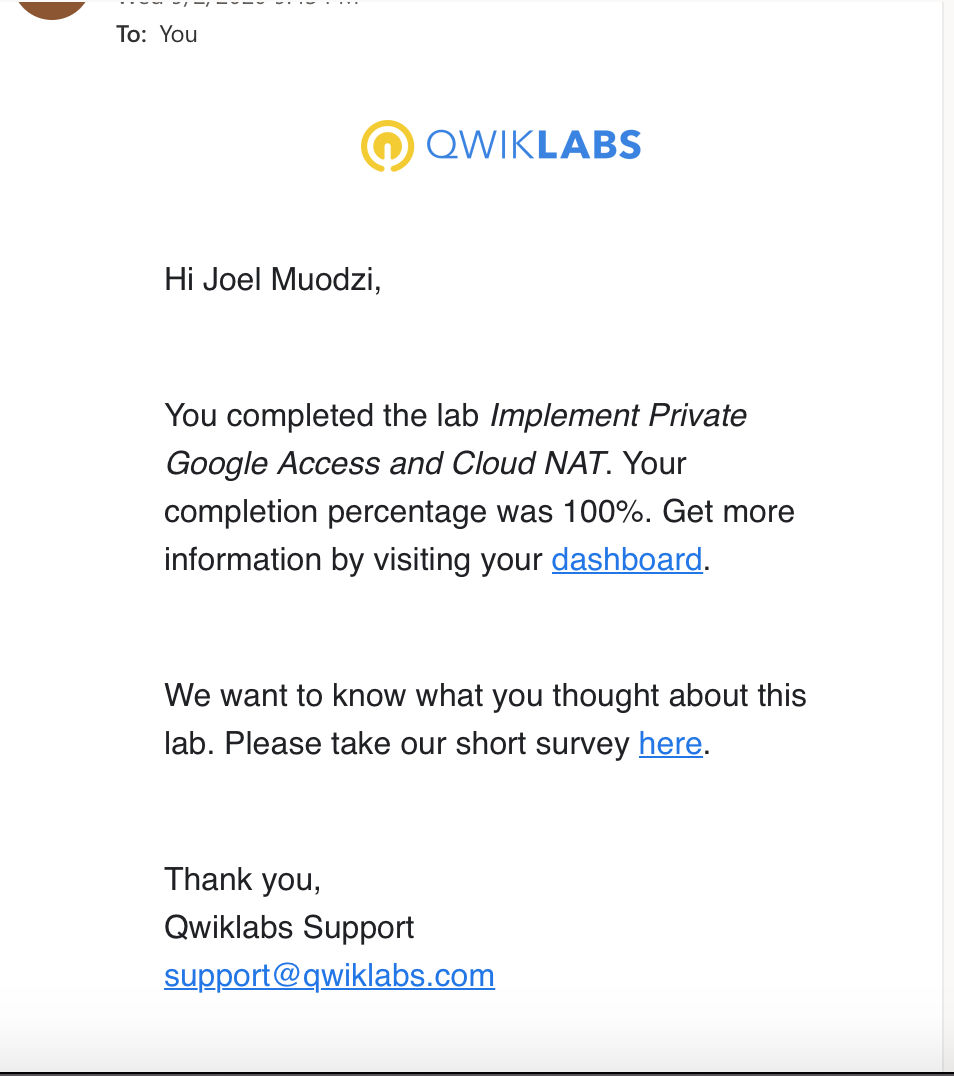 To: You
QWIKLABS
Hi Joel Muodzi,
You completed the lab Implement Private
Google Access and Cloud NAT. Your
completion percentage was 100%. Get more
information by visiting your dashboard.
We want to know what you thought about this
lab. Please take our short survey here.
Thank you,
Qwiklabs Support
support@qwiklabs.com